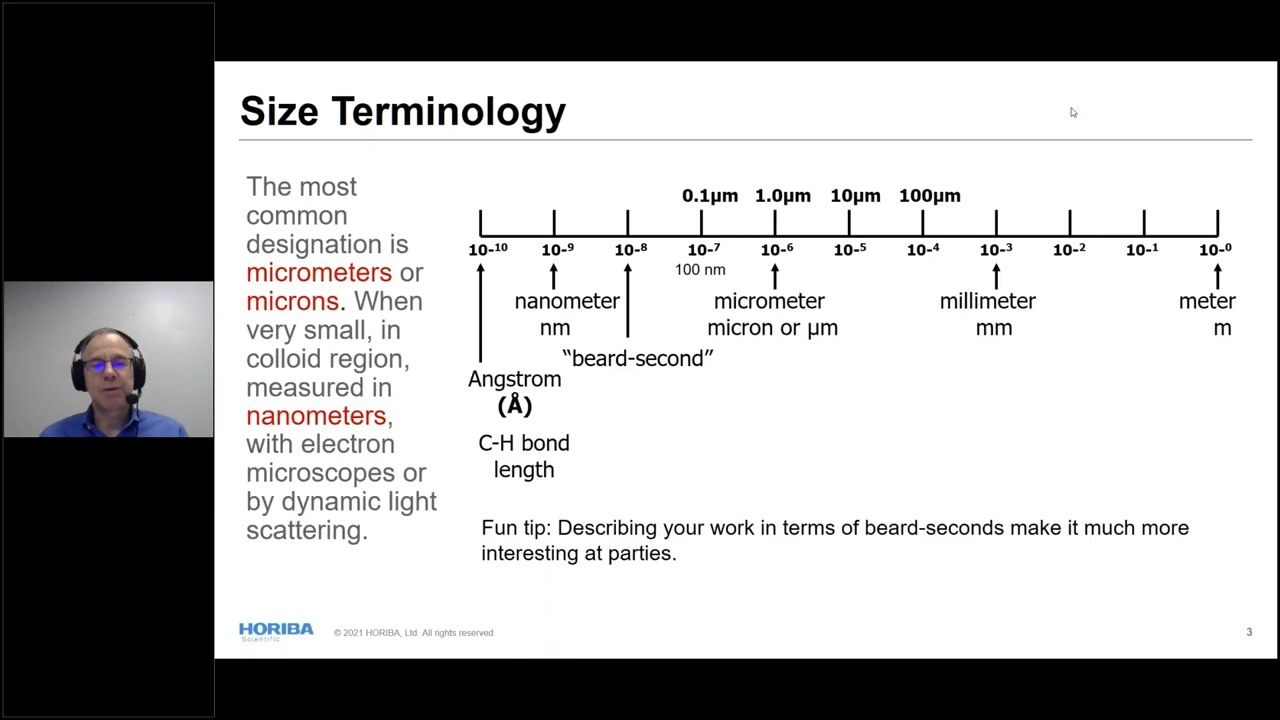 Size Terminology
The most
common
designation is
micrometers or
microns. When
very small, in
colloid region,
measured in
nanometers,
with electron
microscopes or
by dynamic light
scattering.
0.1µm 1.0µm 10µm 100µm
10-10 10-9 10-8 10-7 10-6 10-5 10-4 10-3 10-2 10-1 10-0
100 nm
nanometer micrometer millimeter meter
nm micron or µm mm m
“beard-second”
Angstrom
(Å)
C-H bond
length
Fun tip: Describing your work in terms of beard-seconds make it much more
interesting at parties.
HORIBA
Scientific
© 2021 HORIBA, Ltd. All rights reserved
3